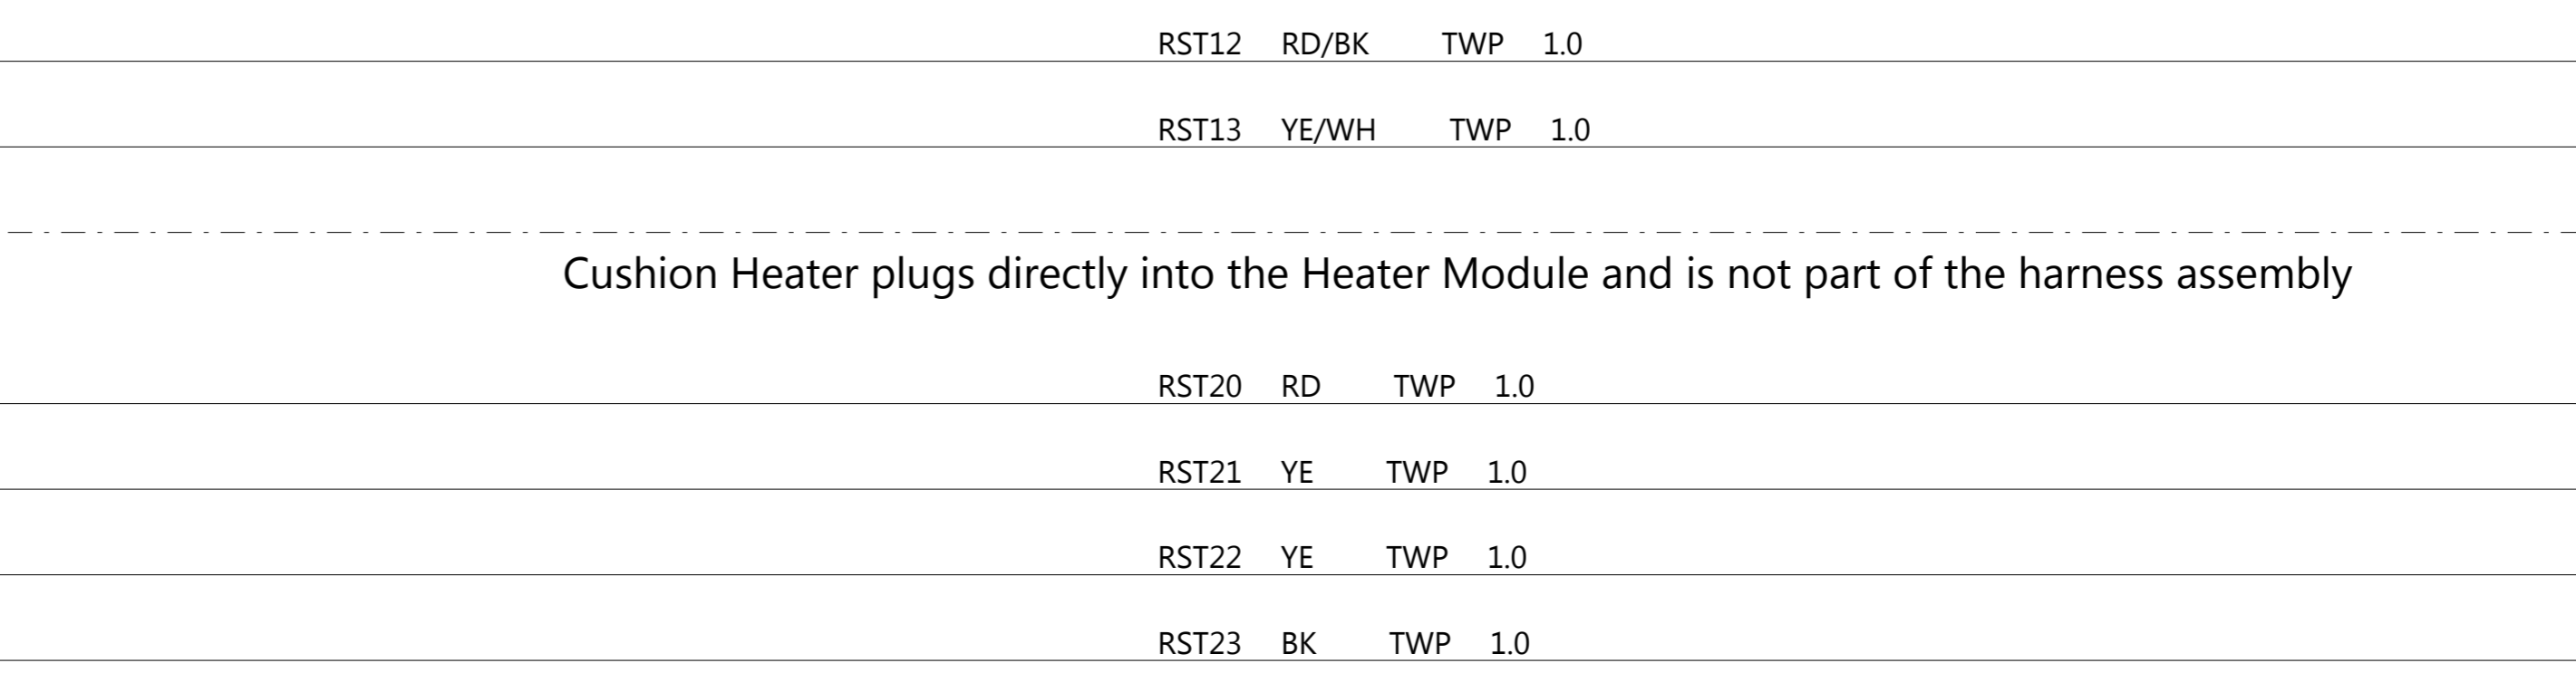 RST12 RD/BK TWP 1.0
RST13 YE/WH TWP 1.0
Cushion Heater plugs directly into the Heater Module and is not part of the harness assembly
RST20 RD TWP 1.0
RST21 YE TWP 1.0
RST22 YE TWP 1.0
RST23 BK TWP 1.0